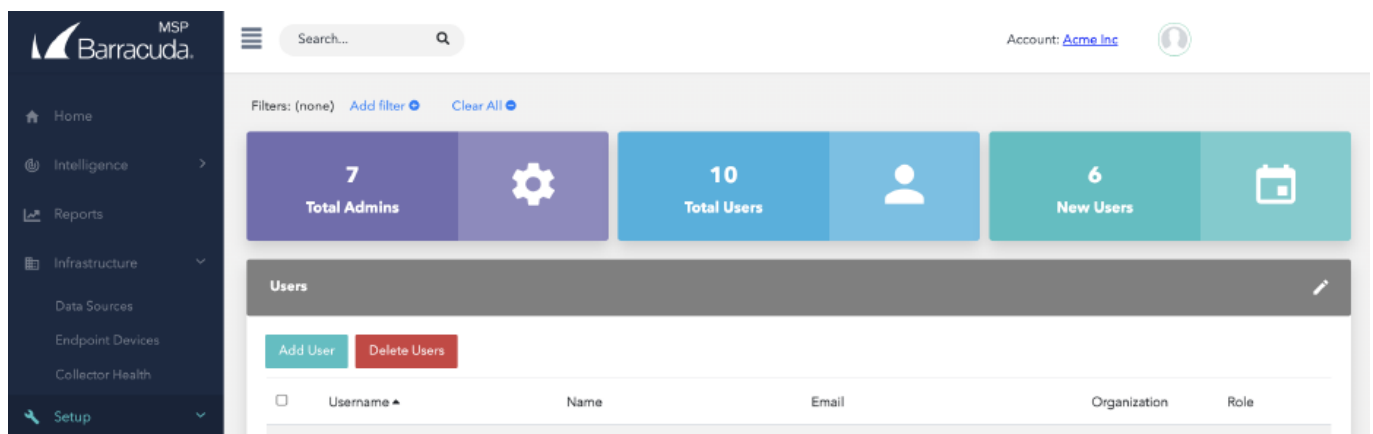 MSP
Barracuda.
Search...
Account: Acme Inc
Home
Intelligence
Reports
Infrastructure
Data Sources
Endpoint Devices
Collector Health
Setup
Filters: (none) Add filter Clear All
7
Total Admins
10
Total Users
6
New Users
Users
Add User Delete Users
Username Name Email Organization Role